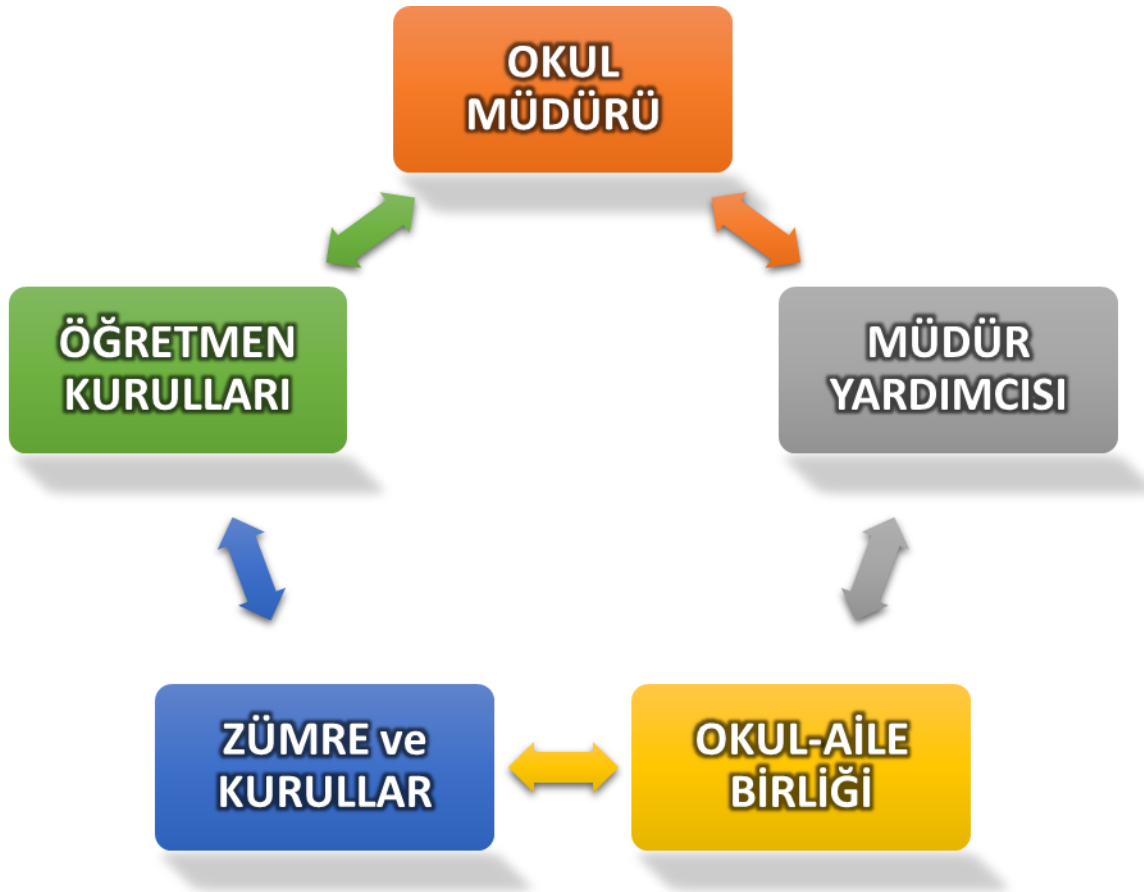 OKUL
MÜDÜRÜ
ÖĞRETMEN
KURULLARI
MÜDÜR
YARDIMCISI
ZÜMRE ve
KURULLAR
OKUL-AİLE
BİRLİĞİ